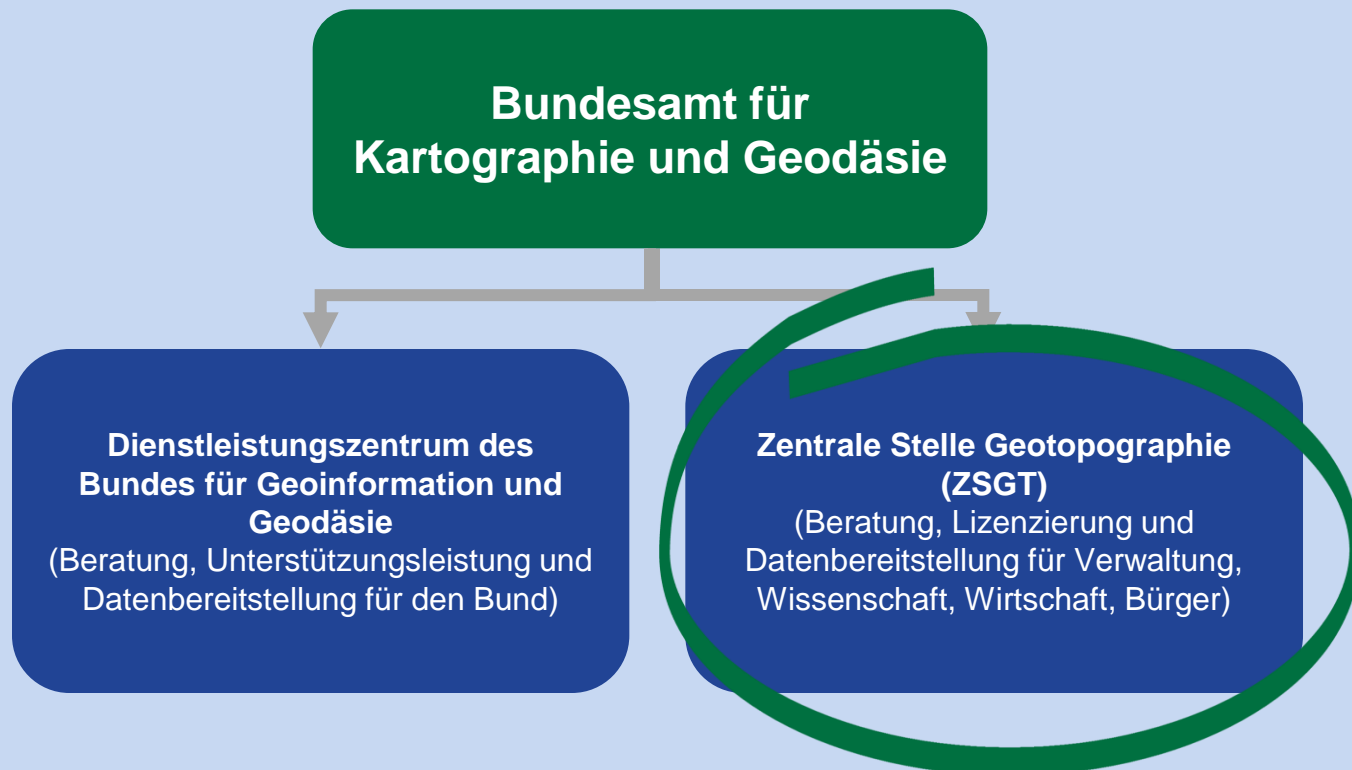 Bundesamt für
Kartographie und Geodäsie
Dienstleistungszentrum des
Bundes für Geoinformation und
Geodäsie
(Beratung, Unterstützungsleistung und
Datenbereitstellung für den Bund)
Zentrale Stelle Geotopographie
(ZSGT)
(Beratung, Lizenzierung und
Datenbereitstellung für Verwaltung,
Wissenschaft, Wirtschaft, Bürger)